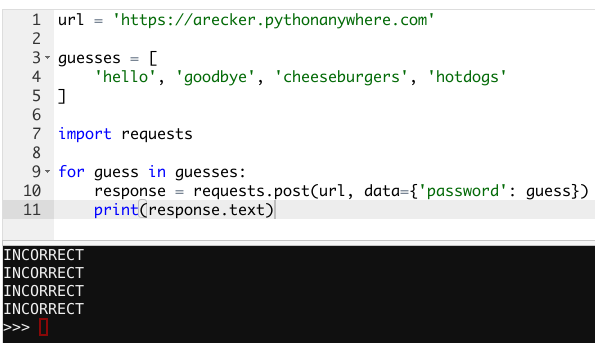 1 url = 'https://arecker.pythonanywhere.com'
2
3 guesses = [
4     'hello', 'goodbye', 'cheeseburgers', 'hotdogs'
5 ]
6
7 import requests
8
9 for guess in guesses:
10     response = requests.post(url, data={'password': guess})
11     print(response.text)
INCORRECT
INCORRECT
INCORRECT
INCORRECT
>>>